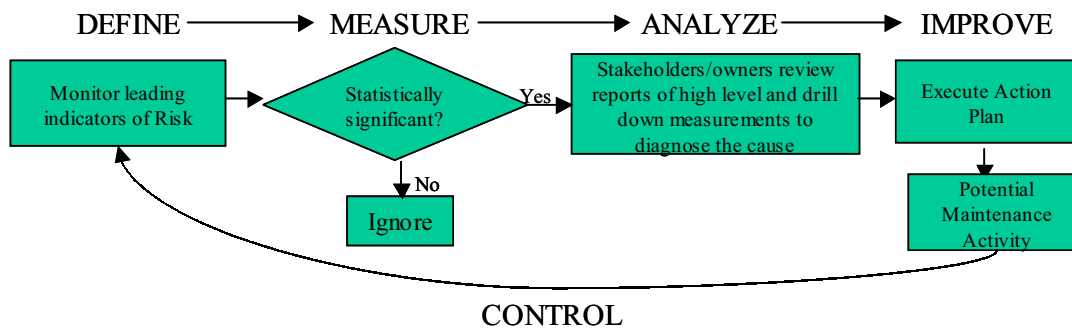 DEFINE
MEASURE
ANALYZE
IMPROVE
Monitor leading
indicators of Risk
Statistically
significant?
Yes
Stakeholders/owners review
reports of high level and drill
down measurements to
diagnose the cause
Execute Action
Plan
No
Ignore
Potential
Maintenance
Activity
CONTROL